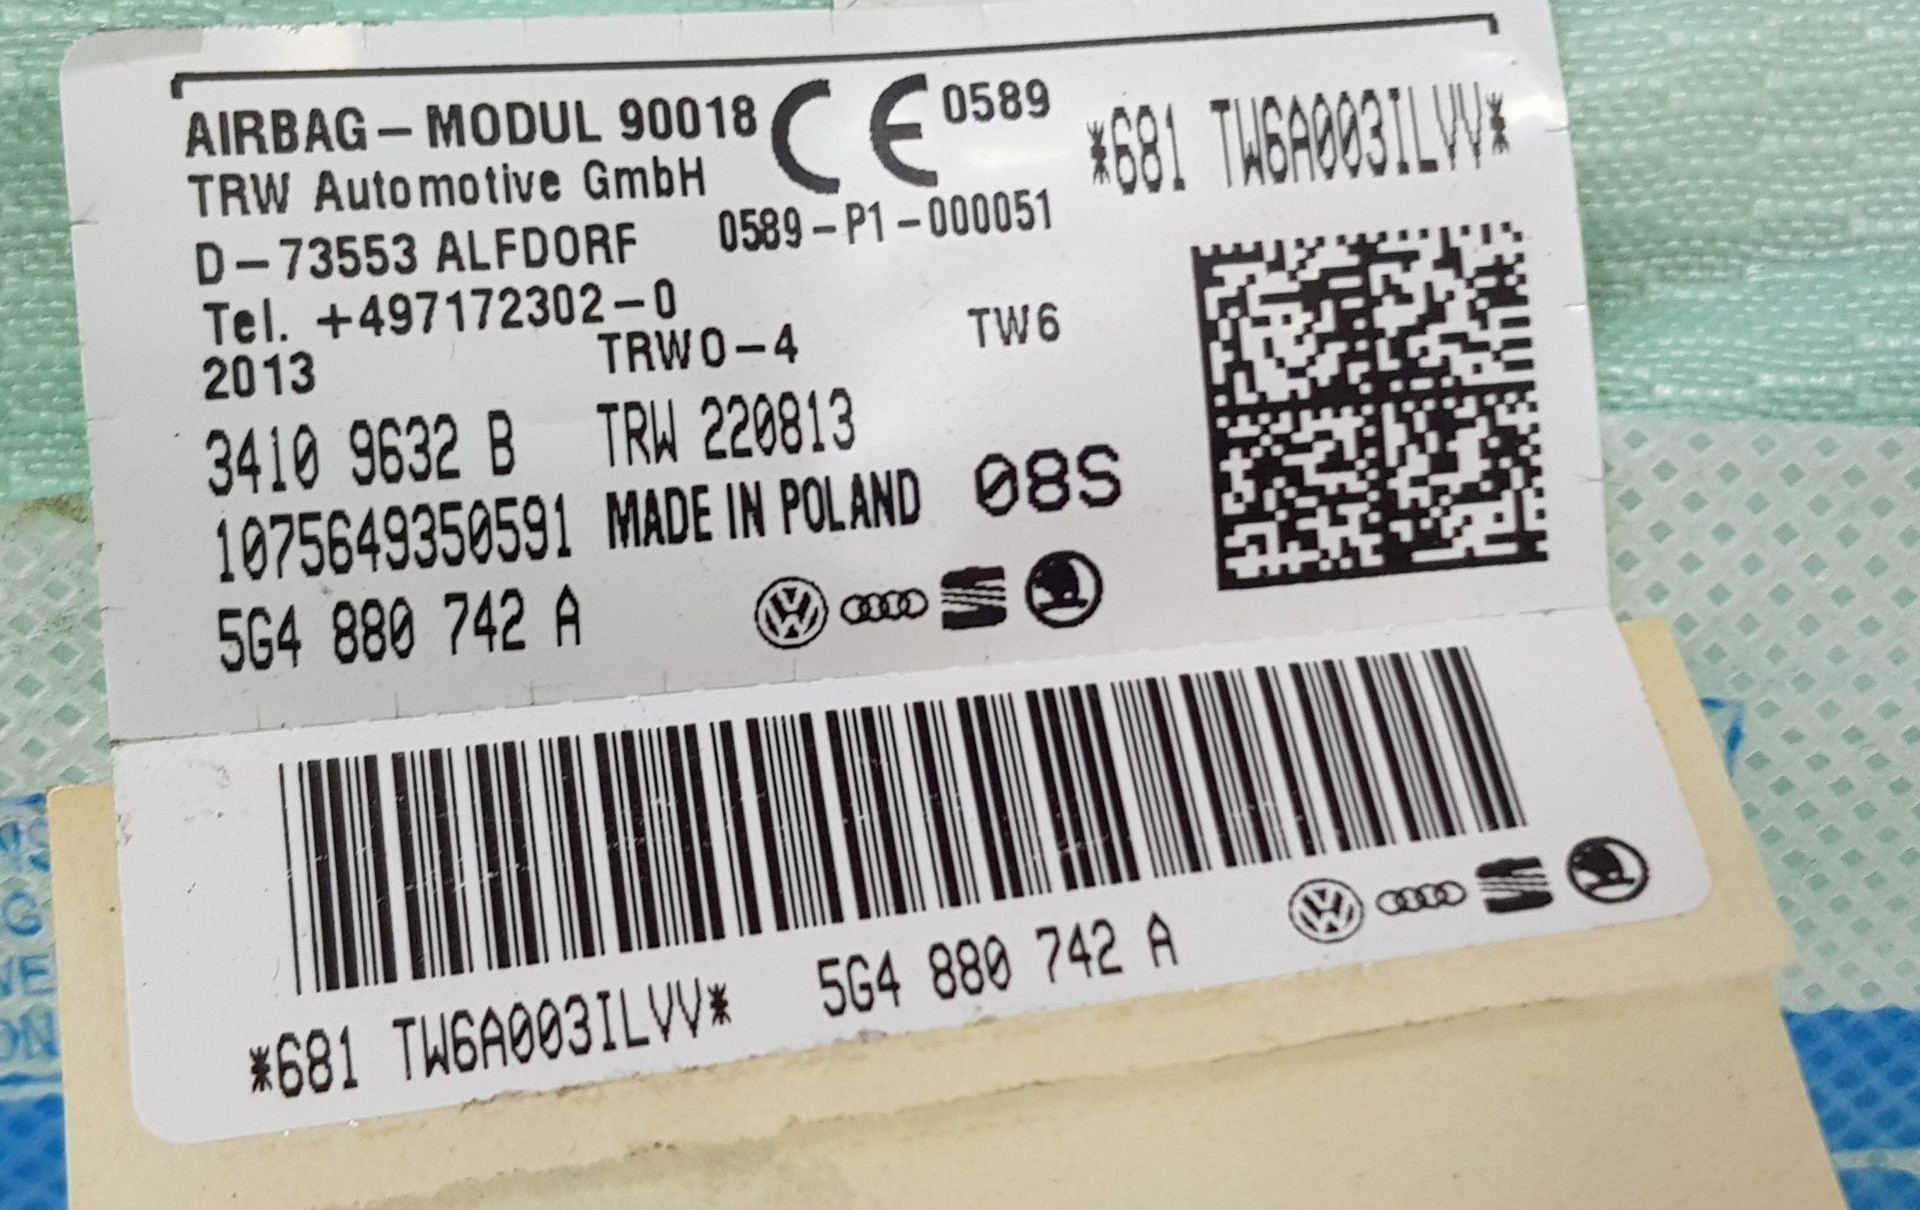 AIRBAG-MODUL 90018 CE 0589
*681 TW6A003ILVV*
TRW Automotive GmbH
D-73553 ALFDORF 0589-P1-000051
Tel. +497172302-0
2013 TRWO-4 TW6
3410 9632 B TRW 220813
1075649350591 MADE IN POLAND 08S
5G4 880 742 A
*681 TW6A003ILVV* 5G4 880 742 A